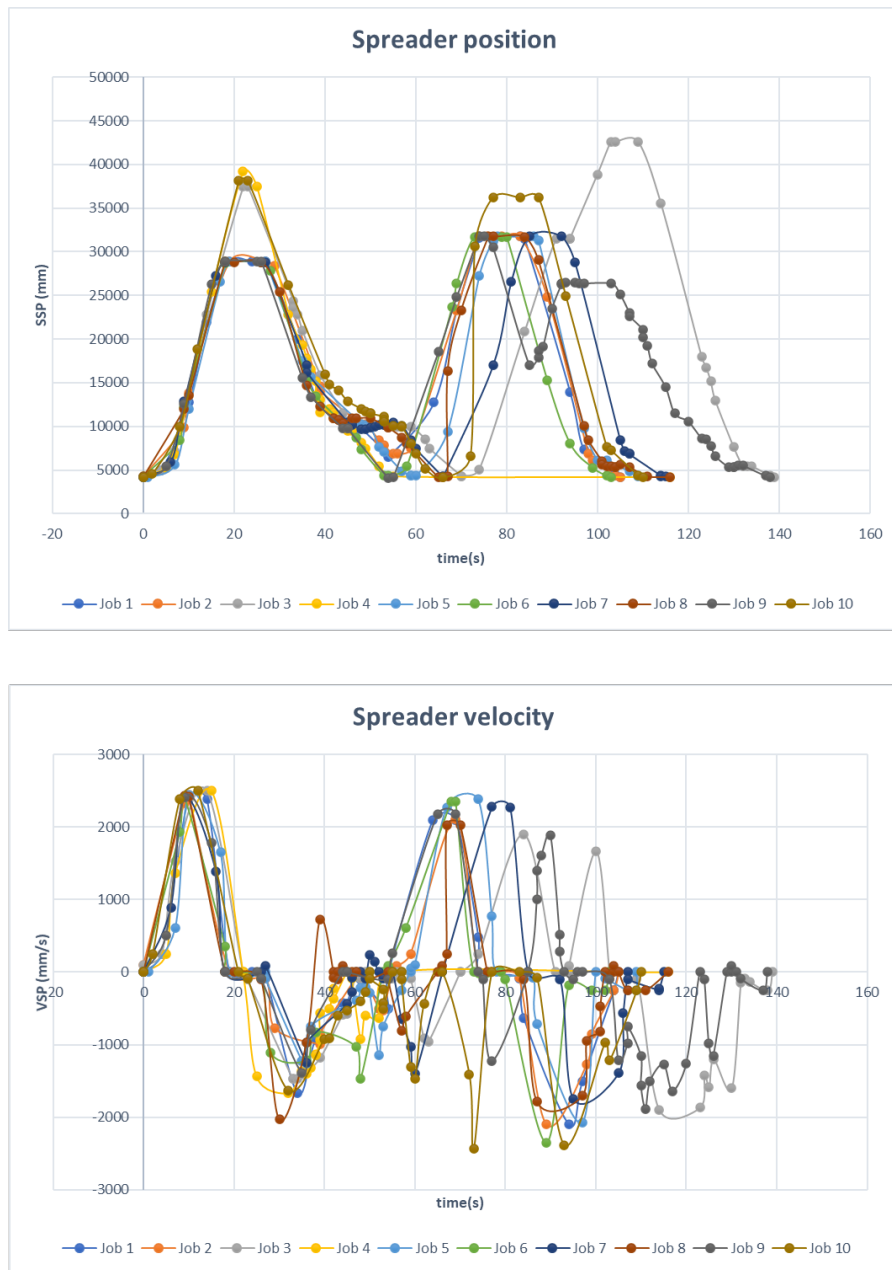 Spreader position
50000
45000
40000
35000
30000
25000
20000
15000
10000
5000
0
SSP (mm)
-20 0 20 40 60 80 100 120 140 160
time(s)
Job 1 Job 2 Job 3 Job 4 Job 5 Job 6 Job 7 Job 8 Job 9 Job 10
Spreader velocity
3000
2000
1000
0
-1000
-2000
-3000
VSP (mm/s)
-20 0 20 40 60 80 100 120 140 160
time(s)
Job 1 Job 2 Job 3 Job 4 Job 5 Job 6 Job 7 Job 8 Job 9 Job 10